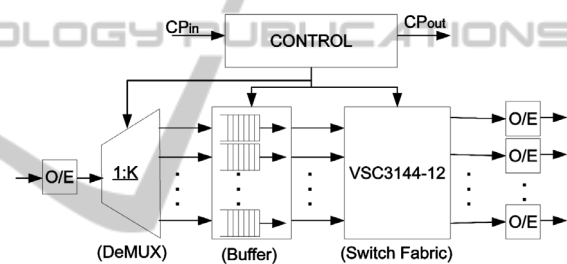 OLOGY PUBLICATIONS
CPin
CPout
CONTROL
O/E
1:K
VSC3144-12
O/E
O/E
O/E
(DeMUX)
(Buffer)
(Switch Fabric)